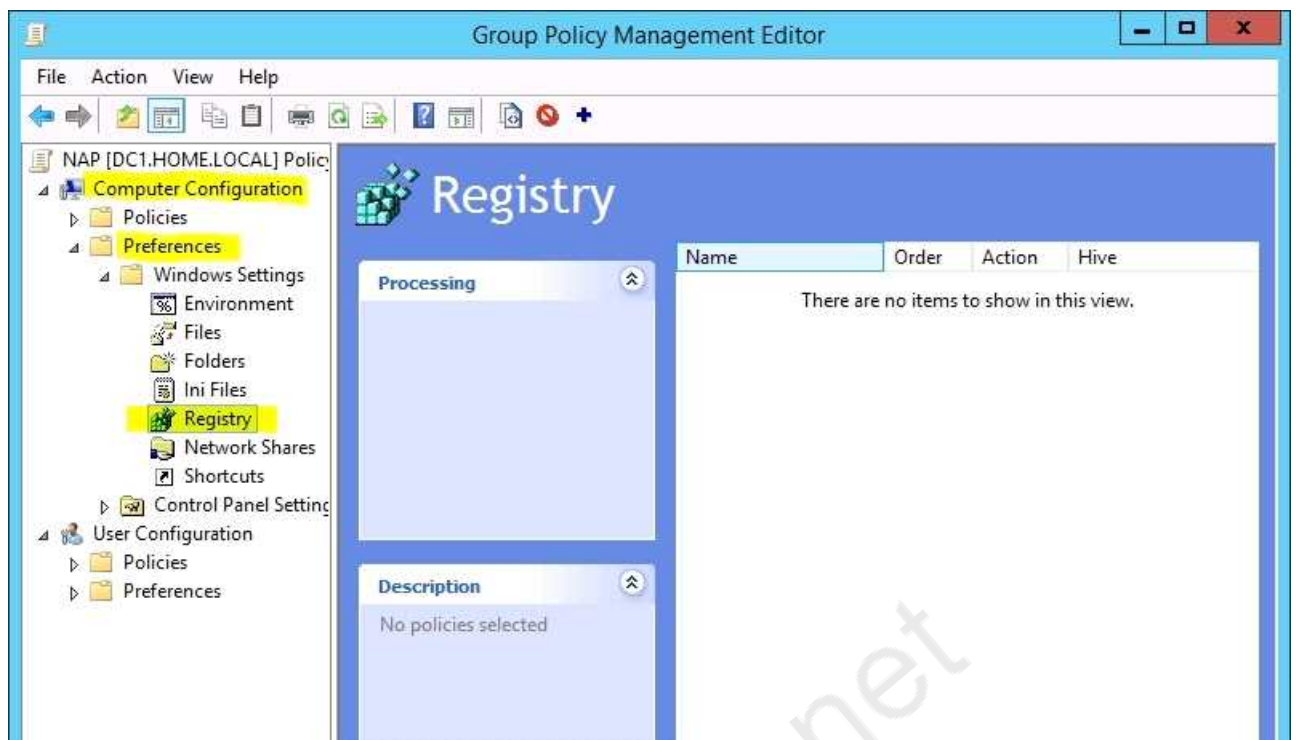 Group Policy Management Editor
File Action View Help
NAP [DC1.HOME.LOCAL] Polic
Computer Configuration
Policies
Preferences
Windows Settings
Environment
Files
Folders
Ini Files
Registry
Network Shares
Shortcuts
Control Panel Setting
User Configuration
Policies
Preferences
Registry
Processing
Description
No policies selected
Name Order Action Hive
There are no items to show in this view.
net